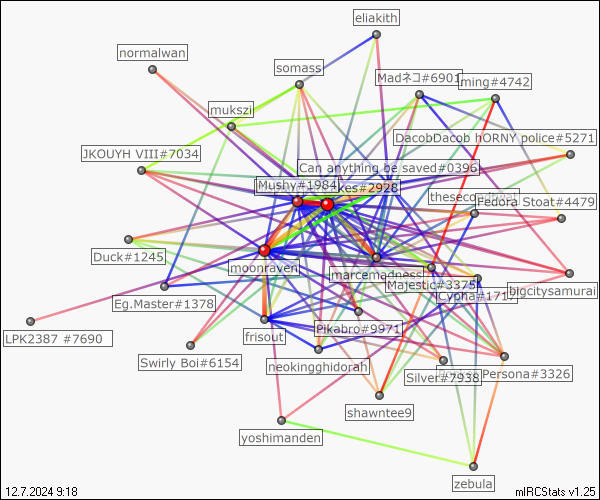 eliakith
normalwan
somass
Madネコ#6901
ming#4742
mukszi
DacobDacob hORNY police#5271
JKOUYH VIII#7034
Can anything be saved#0396
Mushy#1984
kes#2928
Fedora Stoat#4479
Duck#1245
moonraven
marcemadness
Majestic#3375
Cypha#1717
bigcitysamurai
Eg.Master#1378
Pikabro#9971
LPK2387 #7690
frisout
Swirly Boi#6154
neokingghidorah
Silver#7938
Persona#3326
shawntee9
yoshimanden
zebula
12.7.2024 9:18
mIRCStats v1.25